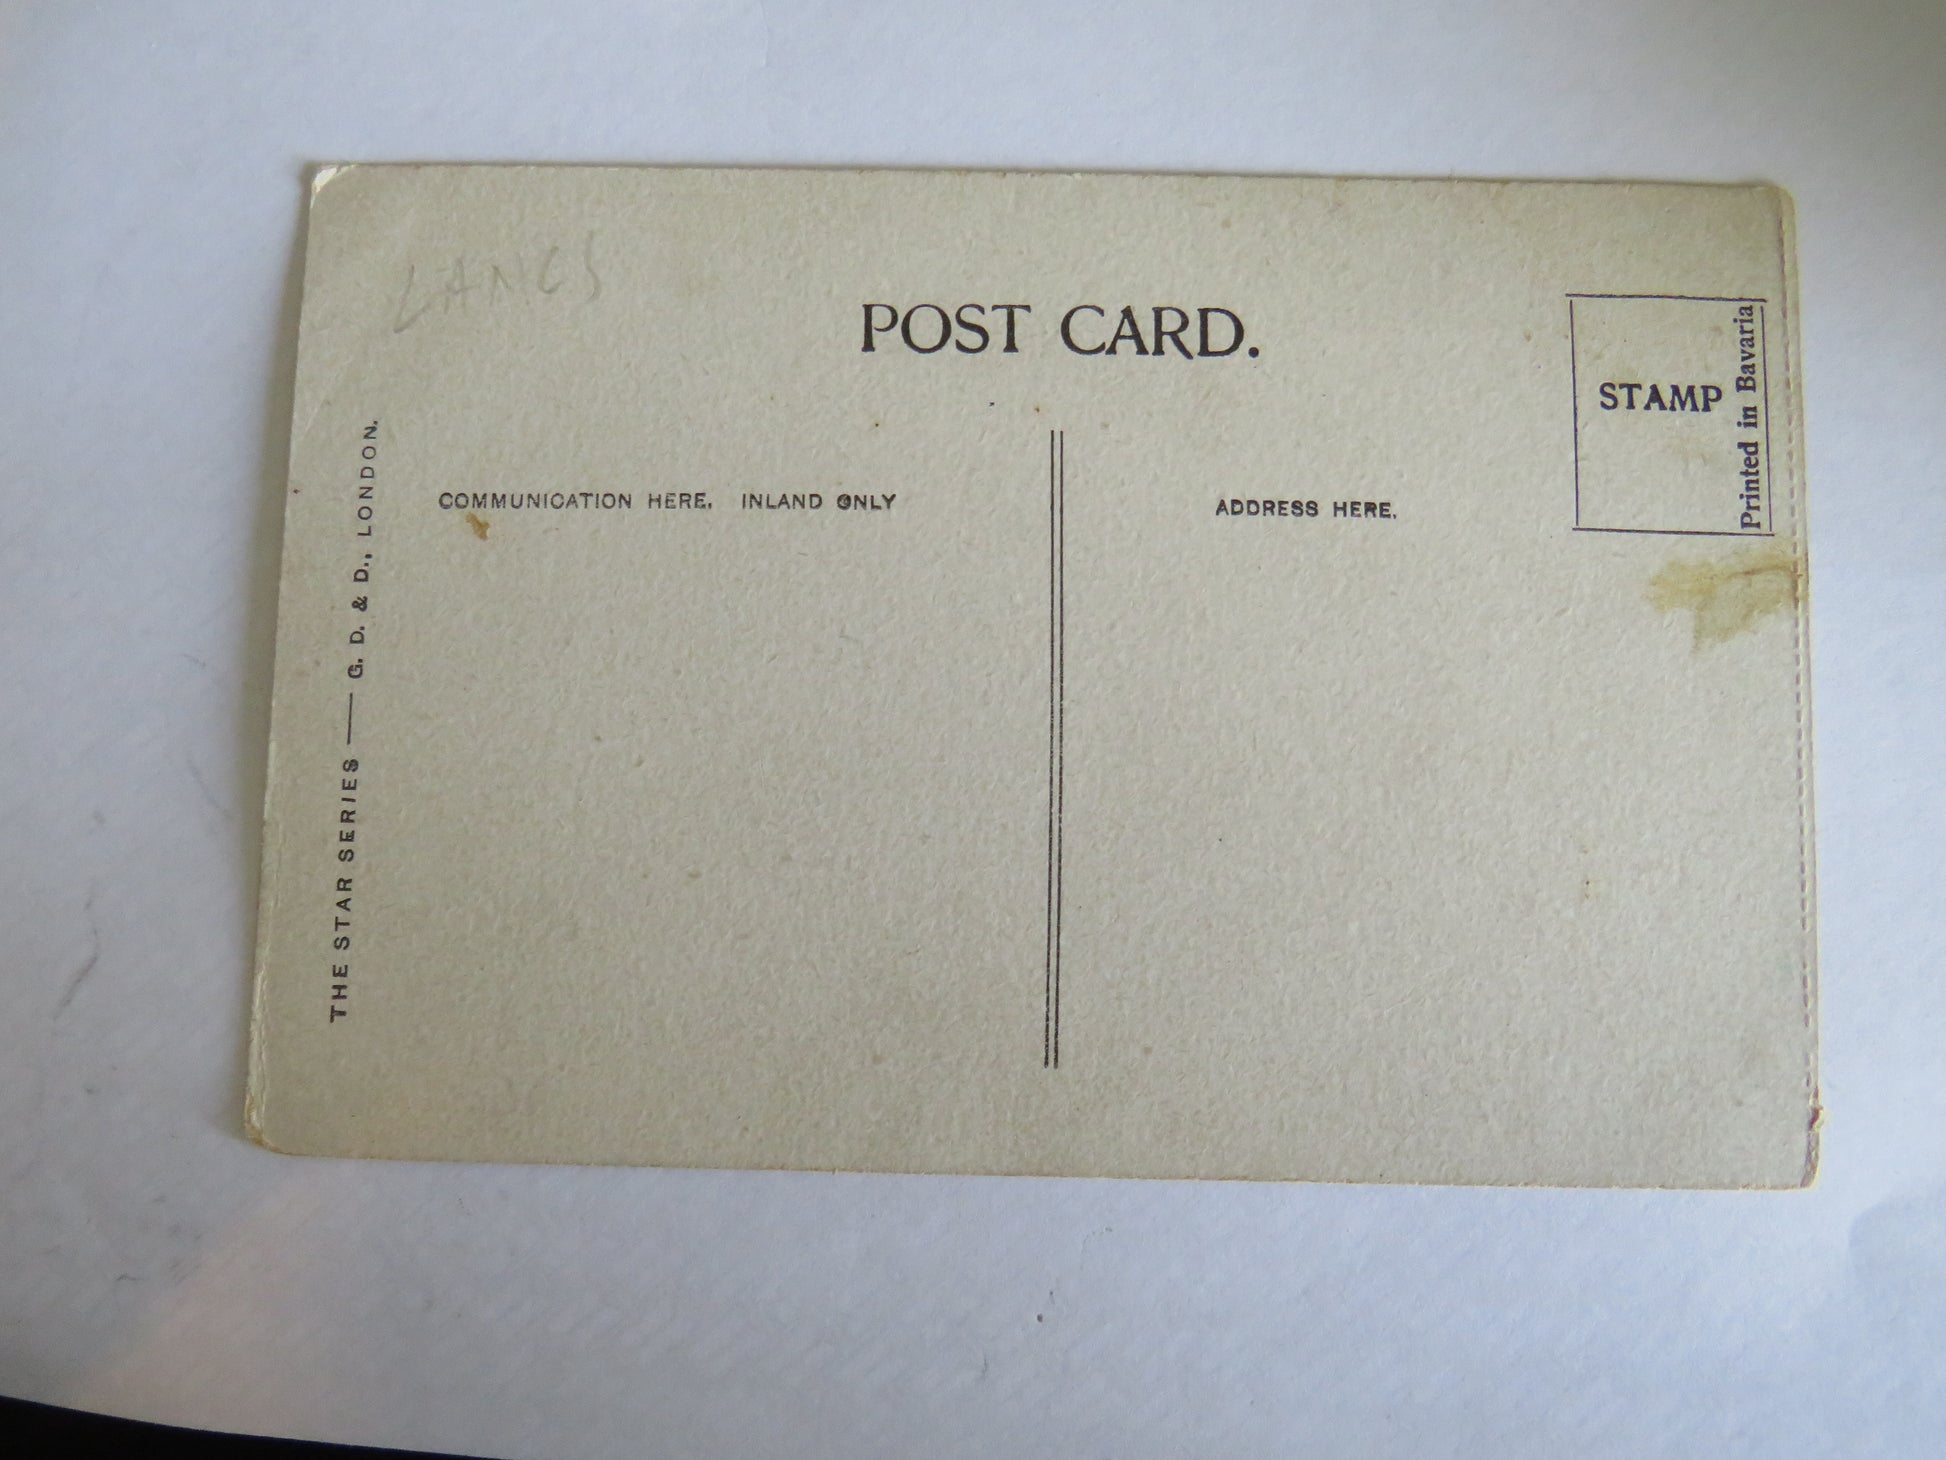 LANCS
POST CARD.
STAMP
Printed in Bavaria
COMMUNICATION HERE. INLAND ONLY
ADDRESS HERE.
THE STAR SERIES — G. D. & D., LONDON.